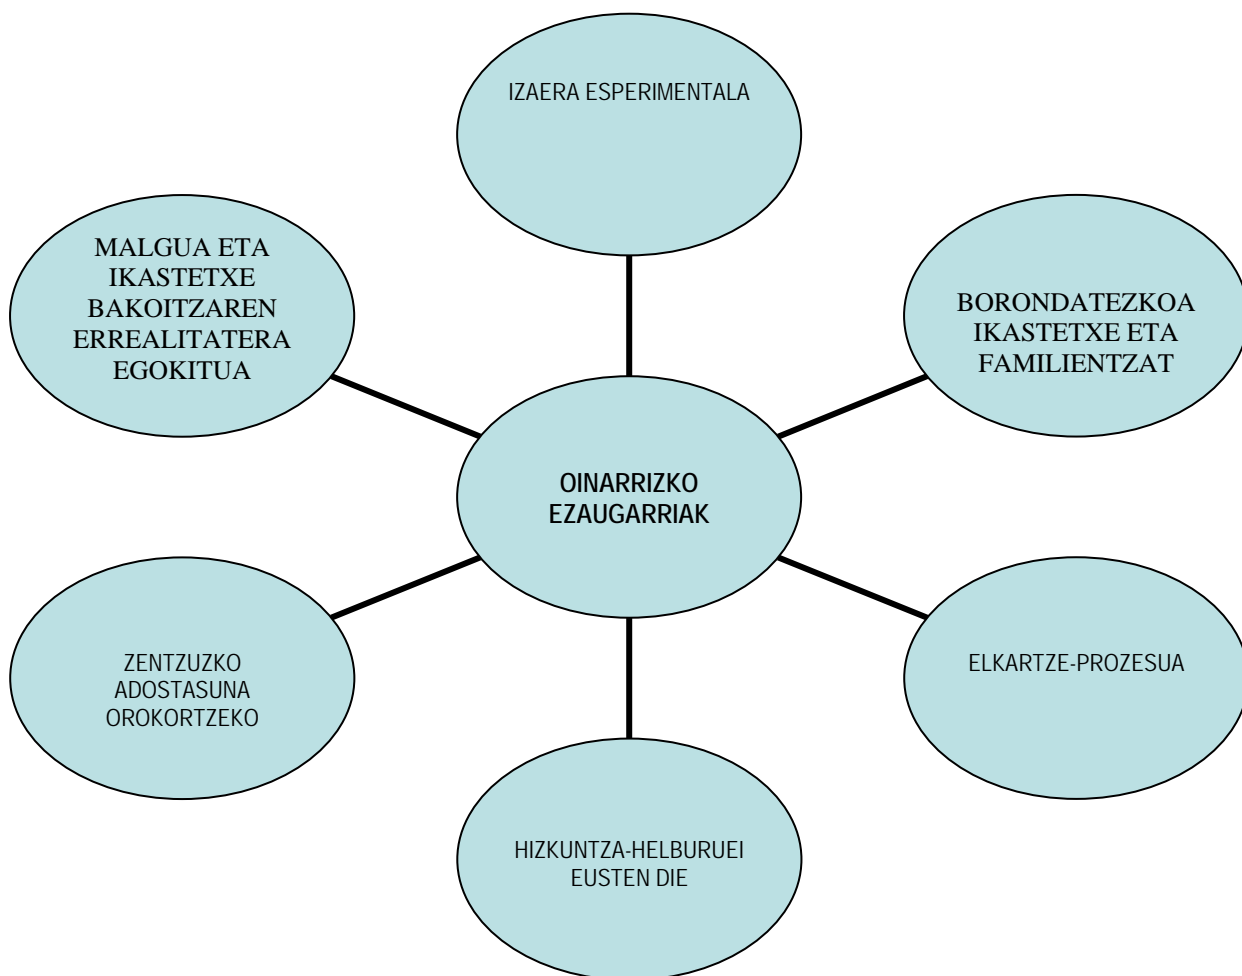 IZAERA ESPERIMENTALA
MALGUA ETA
IKASTETXE
BAKOITZAREN
ERREALITATERA
EGOKITUA
BORONDATEZKOA
IKASTETXE ETA
FAMILIENTZAT
OINARRIZKO
EZAUGARRIAK
ZENTZUZKO
ADOSTASUNA
OROKORTZEKO
ELKARTZE-PROZESUA
HIZKUNTZA-HELBURUEI
EUSTEN DIE